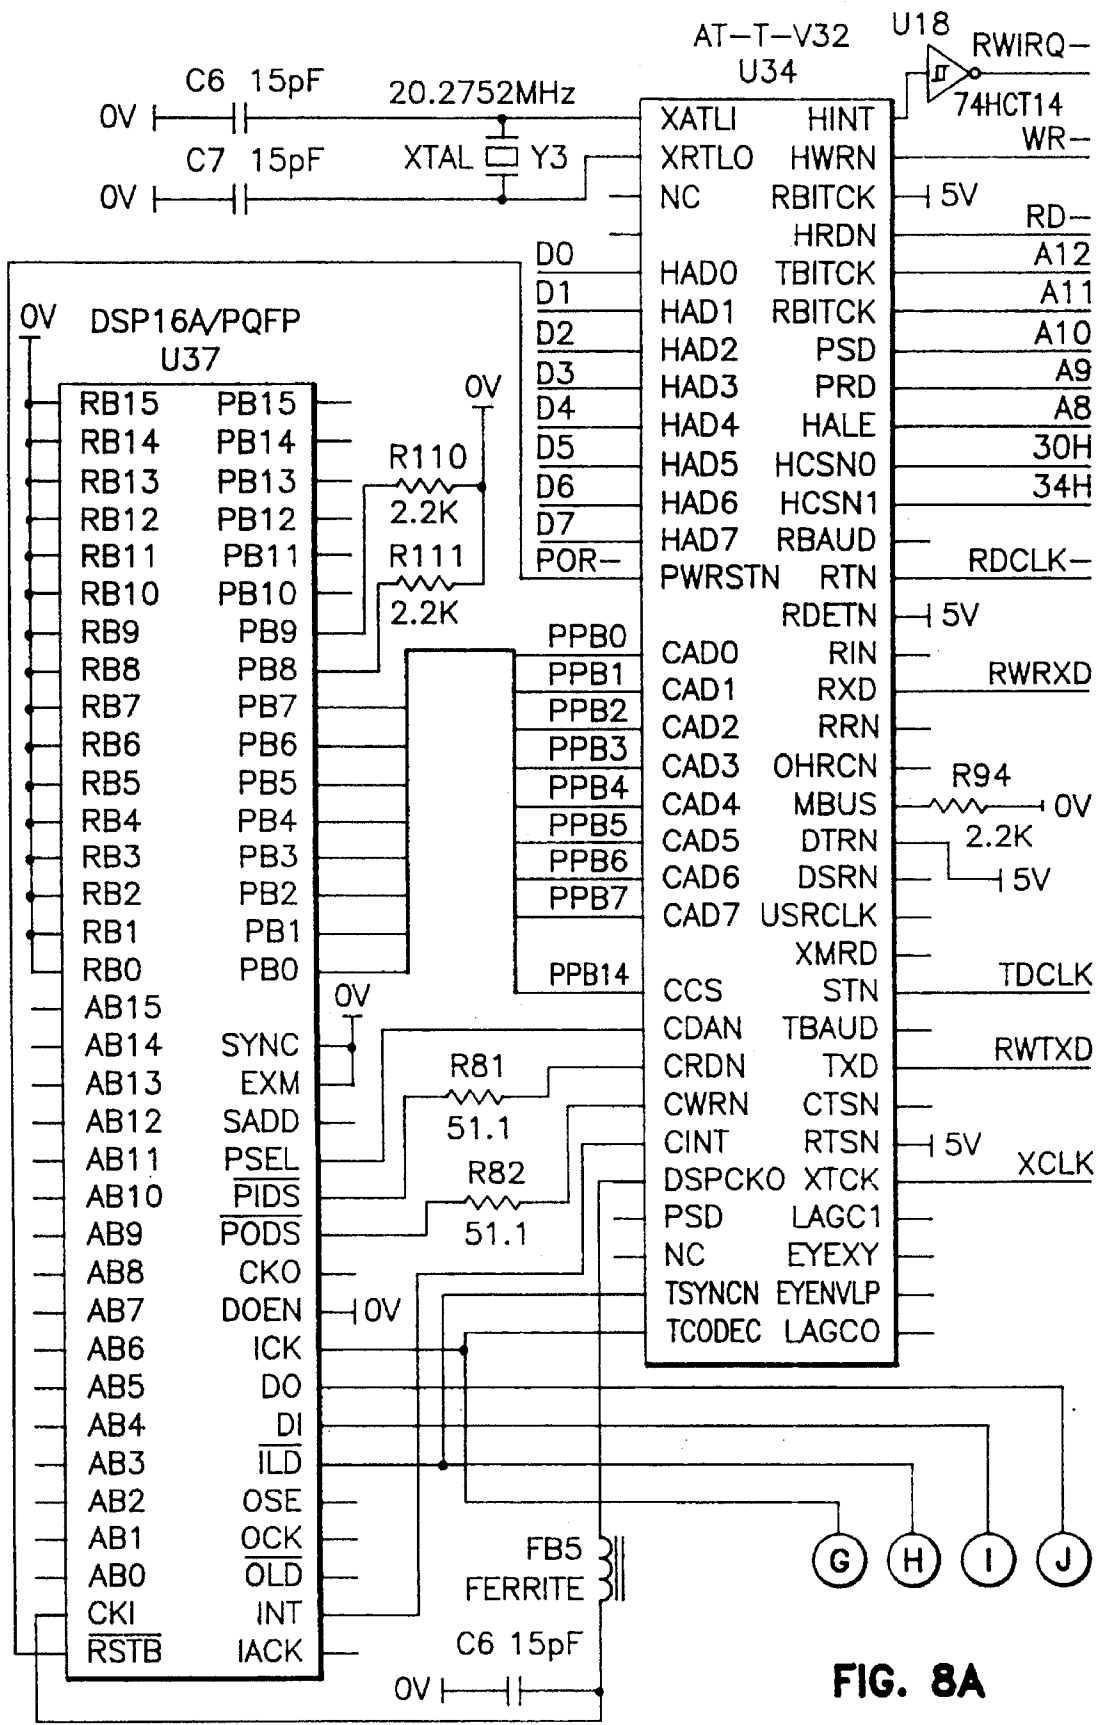 AT-T-V32
U34
U18
RWIRQ-
74HCT14
C6 15pF
20.2752MHz
0V
C7 15pF
XTAL
Y3
0V
XATLI HINT
WR-
XRTLO HWRN
NC RBITCK 5V
HRDN RD-
D0 HAD0 TBITCK A12
D1 HAD1 RBITCK A11
D2 HAD2 PSD A10
D3 HAD3 PRD A9
D4 HAD4 HALE A8
D5 HAD5 HCSN0 30H
D6 HAD6 HCSN1 34H
D7 HAD7 RBAUD
POR- PWRSTN RTN RDCLK-
RDETN 5V
PPB0 CAD0 RIN
PPB1 CAD1 RXD RWRXD
PPB2 CAD2 RRN
PPB3 CAD3 OHRCN
PPB4 CAD4 MBUS R94 0V
2.2K
PPB5 CAD5 DTRN
PPB6 CAD6 DSRN 5V
PPB7 CAD7 USRCLK
XMRD
PPB14 CCS STN TDCLK
CDAN TBAUD
CRDN TXD RWTXD
CWRN CTSN
CINT RTSN 5V
DSPCKO XTCK XCLK
PSD LAGC1
NC EYEXY
TSYNCN EYENVLP
TCODEC LAGCO
0V
DSP16A/PQFP
U37
0V
RB15 PB15
RB14 PB14
RB13 PB13
R110
2.2K
RB12 PB12
RB11 PB11
R111
2.2K
RB10 PB10
RB9 PB9
RB8 PB8
RB7 PB7
RB6 PB6
RB5 PB5
RB4 PB4
RB3 PB3
RB2 PB2
RB1 PB1
RB0 PB0
AB15
0V
AB14 SYNC
AB13 EXM
R81
51.1
AB12 SADD
AB11 PSEL
R82
51.1
AB10 PIDS
AB9 PODS
AB8 CKO
AB7 DOEN 0V
AB6 ICK
AB5 DO
AB4 DI
AB3 ILD
AB2 OSE
AB1 OCK
AB0 OLD
CKI INT
RSTB IACK
FB5
FERRITE
C6 15pF
0V
G H I J
FIG. 8A